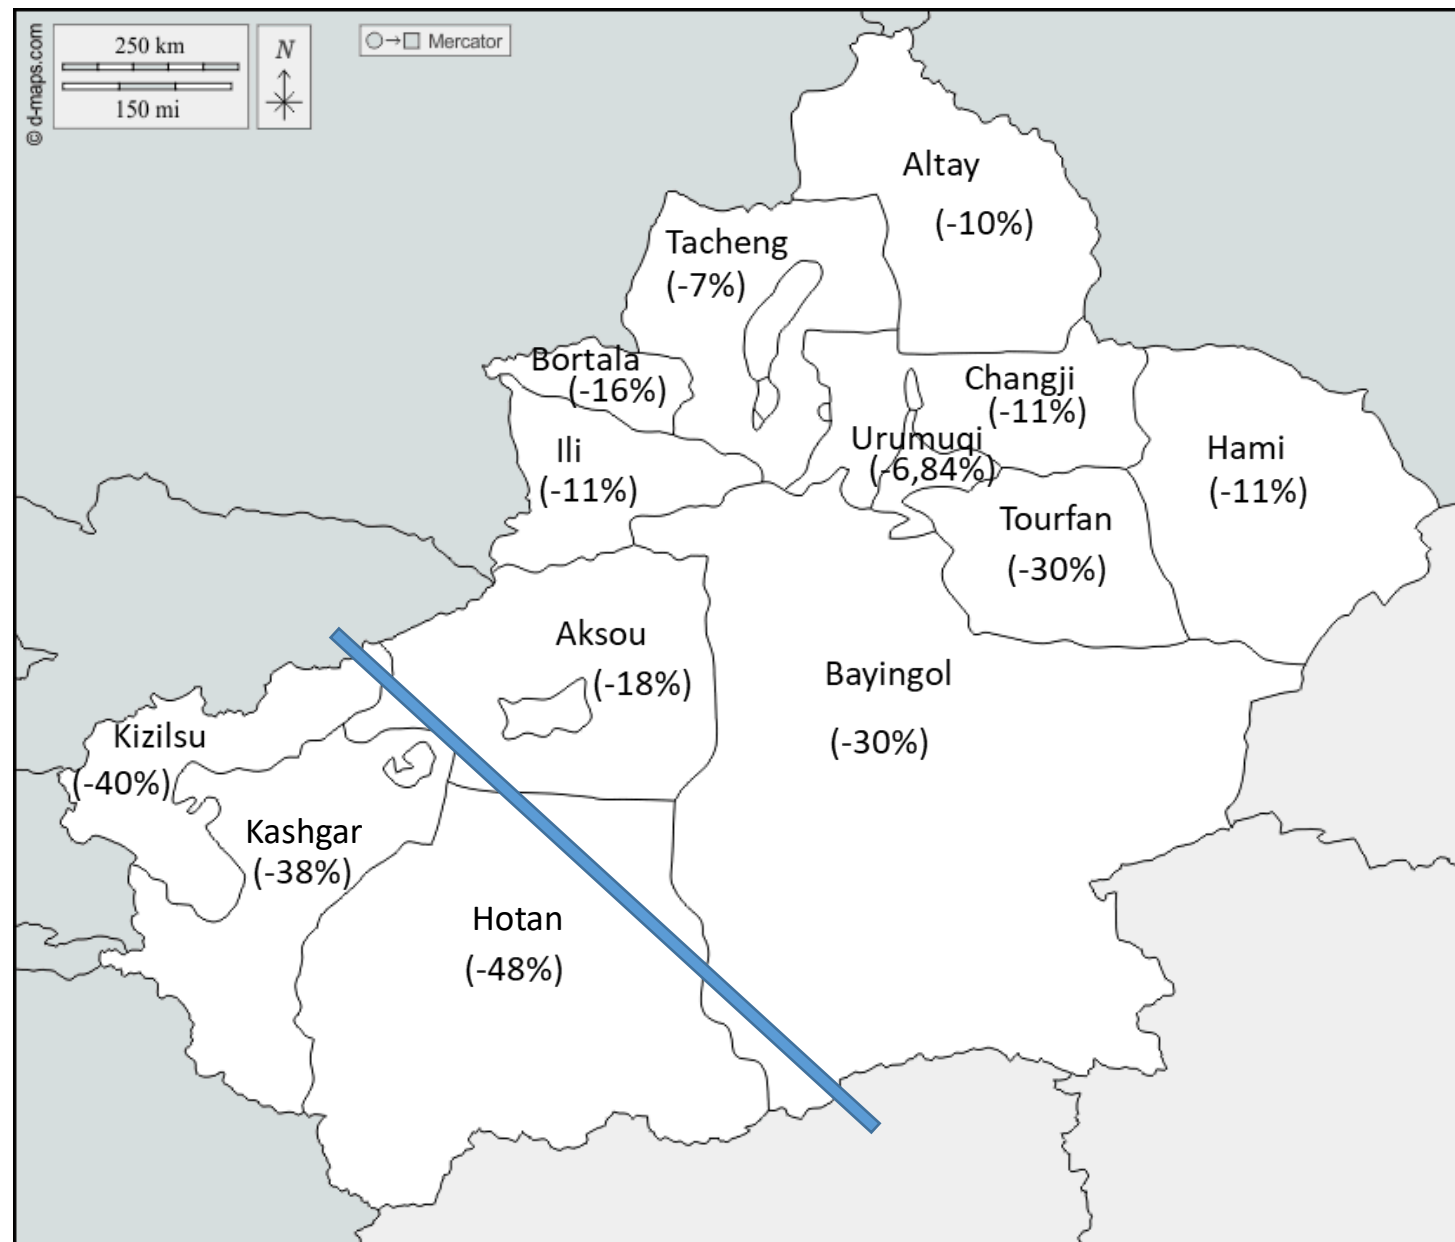 © d-maps.com
250 km
150 mi
N
Mercator
Altay
(-10%)
Tacheng
(-7%)
Bortala
(-16%)
Changji
(-11%)
Ili
(-11%)
Urumuqi
(-6,84%)
Hami
(-11%)
Tourfan
(-30%)
Aksou
(-18%)
Bayingol
(-30%)
Kizilsu
(-40%)
Kashgar
(-38%)
Hotan
(-48%)